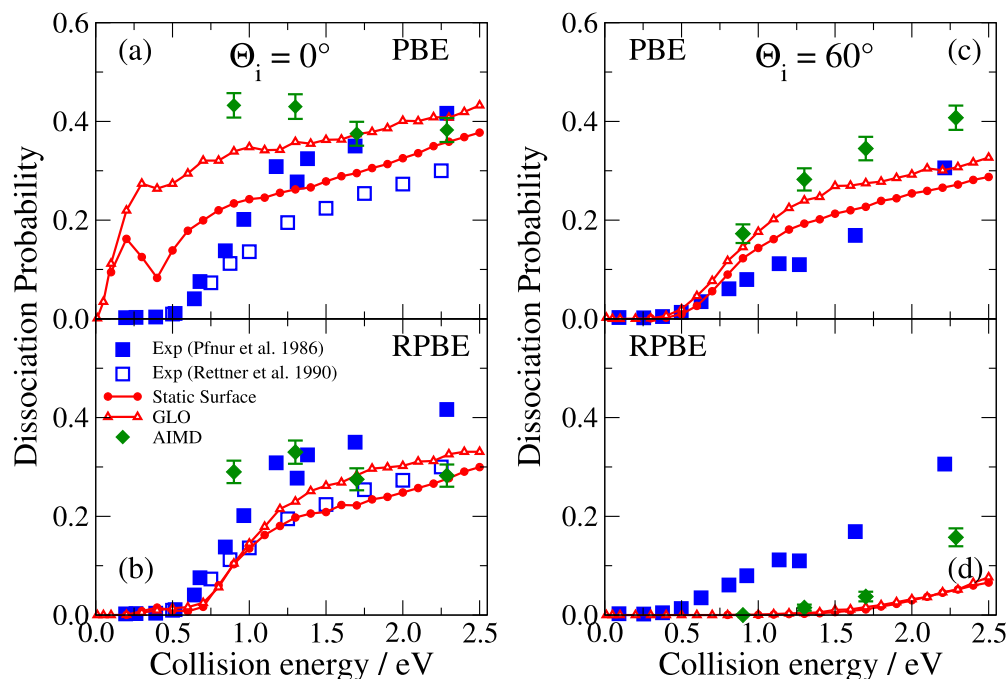 0.6
(a)
Θi = 0°
PBE
0.4
0.2
0.0
Dissociation Probability
RPBE
Exp (Pfnur et al. 1986)
Exp (Rettner et al. 1990)
Static Surface
GLO
AIMD
0.4
0.2
(b)
0.0
0.0 0.5 1.0 1.5 2.0 2.5
Collision energy / eV
0.6
PBE
Θi = 60°
(c)
0.4
0.2
0.0
Dissociation Probability
RPBE
0.4
0.2
(d)
0.0
0.0 0.5 1.0 1.5 2.0 2.5
Collision energy / eV